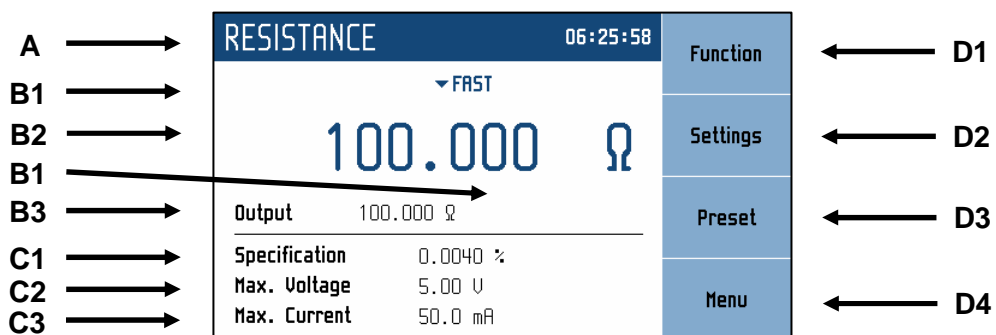 A RESISTANCE 06:25:58 Function D1
B1 FAST
B2 100.000 Ω Settings D2
B1
B3 Output 100.000 Ω Preset D3
C1 Specification 0.0040 %
C2 Max. Voltage 5.00 V Menu D4
C3 Max. Current 50.0 mA